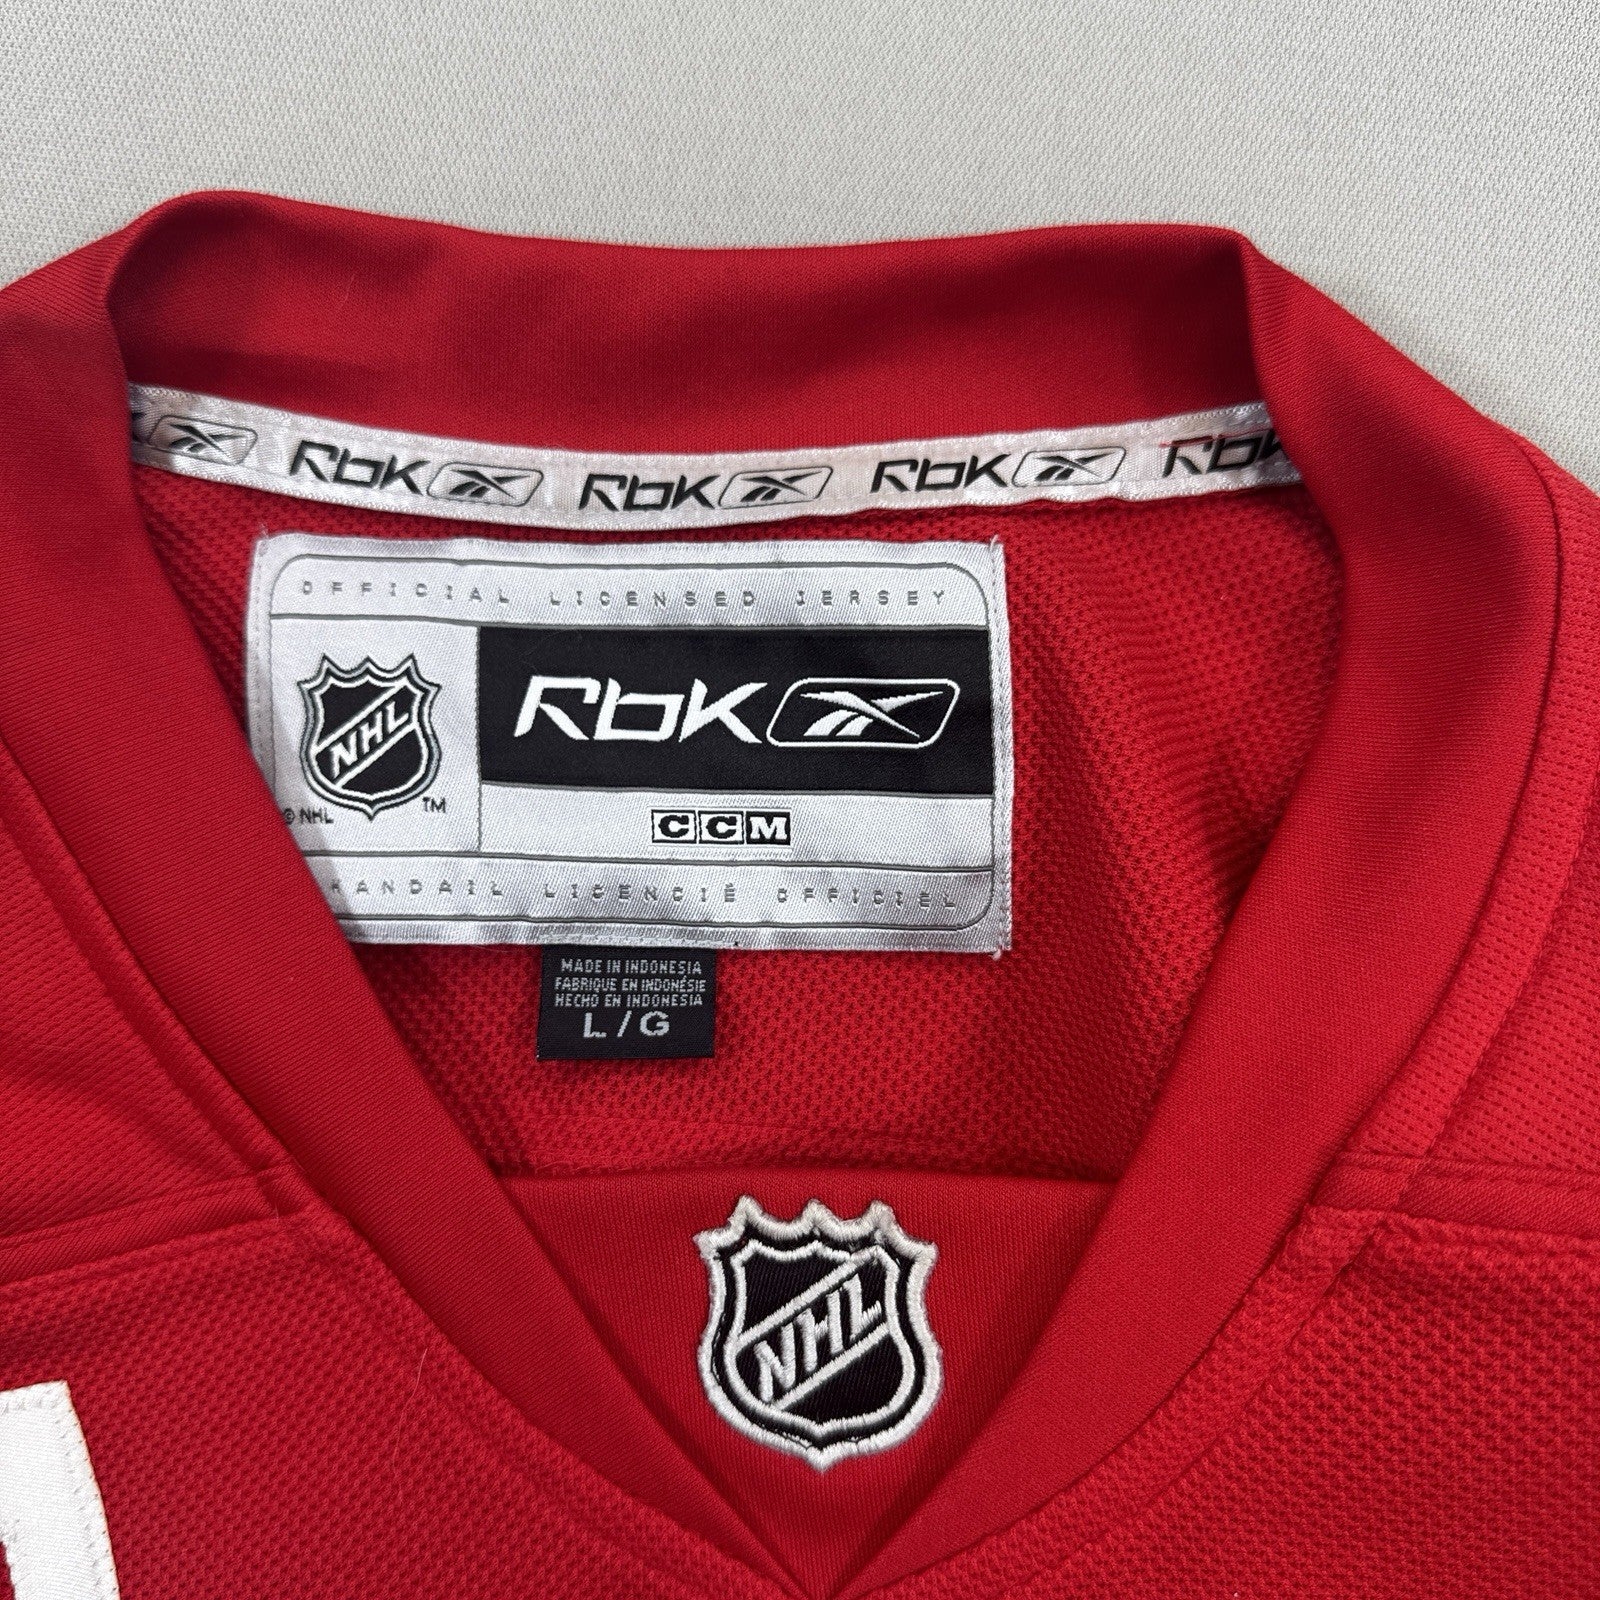 RbK RbK RbK RbK
OFFICIAL LICENSED JERSEY
NHL
RbK
© NHL TM
CCM
HANDAIL LICENCIÉ OFFICIEL
MADE IN INDONESIA
FABRIQUE EN INDONÉSIE
HECHO EN INDONESIA
L/G
NHL